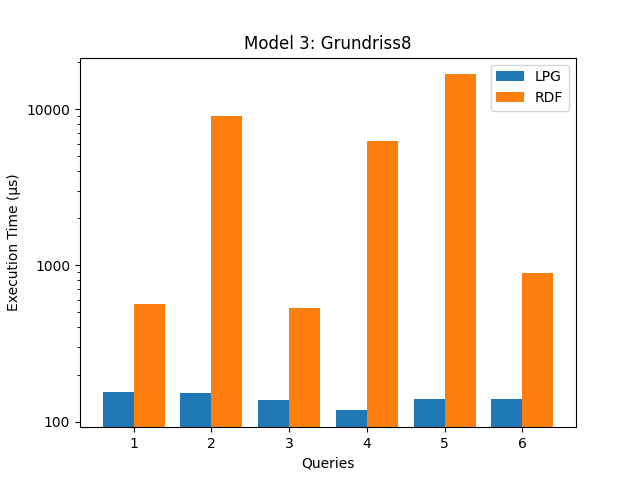 Model 3: Grundriss8
LPG
RDF
10000
1000
100
Execution Time (µs)
1
2
3
4
5
6
Queries